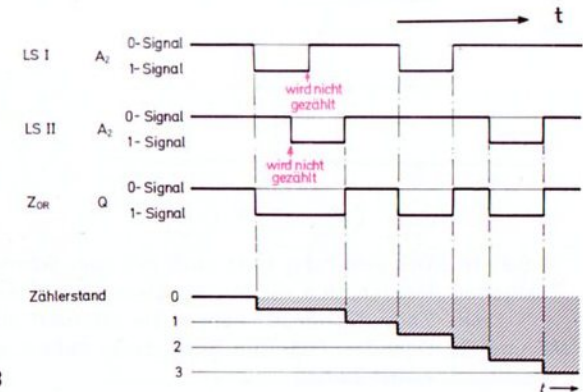 t
LS I A₂ 0-Signal
1-Signal
wird nicht
gezählt
LS II A₂ 0-Signal
1-Signal
wird nicht
gezählt
Z_OR Q 0-Signal
1-Signal
Zählerstand 0
1
2
3
t